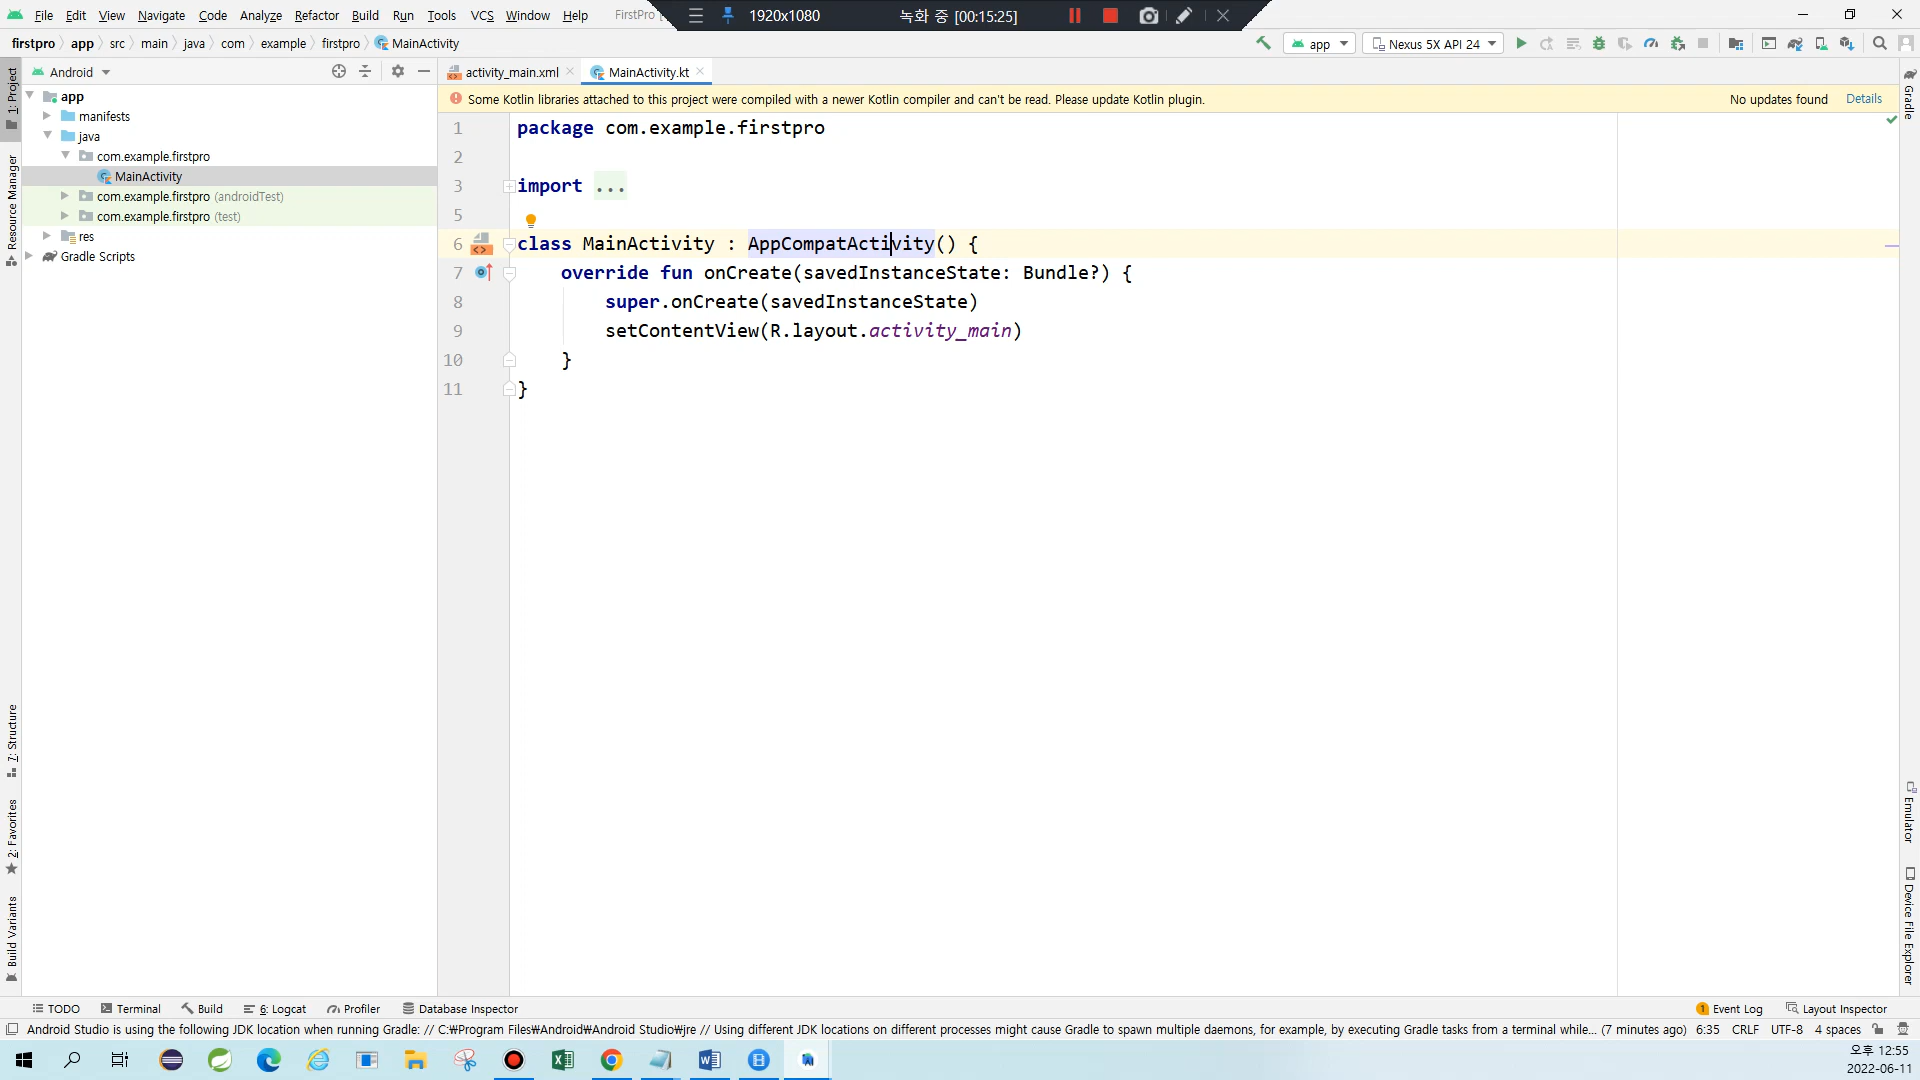 File Edit View Navigate Code Analyze Refactor Build Run Tools VCS Window Help FirstPro
1920x1080 녹화 중 [00:15:25]
firstpro app src main java com example firstpro MainActivity
app Nexus 5X API 24
Android
activity_main.xml MainActivity.kt
Some Kotlin libraries attached to this project were compiled with a newer Kotlin compiler and can't be read. Please update Kotlin plugin. No updates found Details
app
manifests
java
com.example.firstpro
MainActivity
com.example.firstpro (androidTest)
com.example.firstpro (test)
res
Gradle Scripts
1 package com.example.firstpro
2
3 import ...
5
6 class MainActivity : AppCompatActivity() {
7 override fun onCreate(savedInstanceState: Bundle?) {
8 super.onCreate(savedInstanceState)
9 setContentView(R.layout.activity_main)
10 }
11 }
1: Project
Resource Manager
7: Structure
2: Favorites
Build Variants
Gradle
Emulator
Device File Explorer
TODO Terminal Build 6: Logcat Profiler Database Inspector 1 Event Log Layout Inspector
Android Studio is using the following JDK location when running Gradle: // C:₩Program Files₩Android₩Android Studio₩jre // Using different JDK locations on different processes might cause Gradle to spawn multiple daemons, for example, by executing Gradle tasks from a terminal while... (7 minutes ago) 6:35 CRLF UTF-8 4 spaces
오후 12:55
2022-06-11